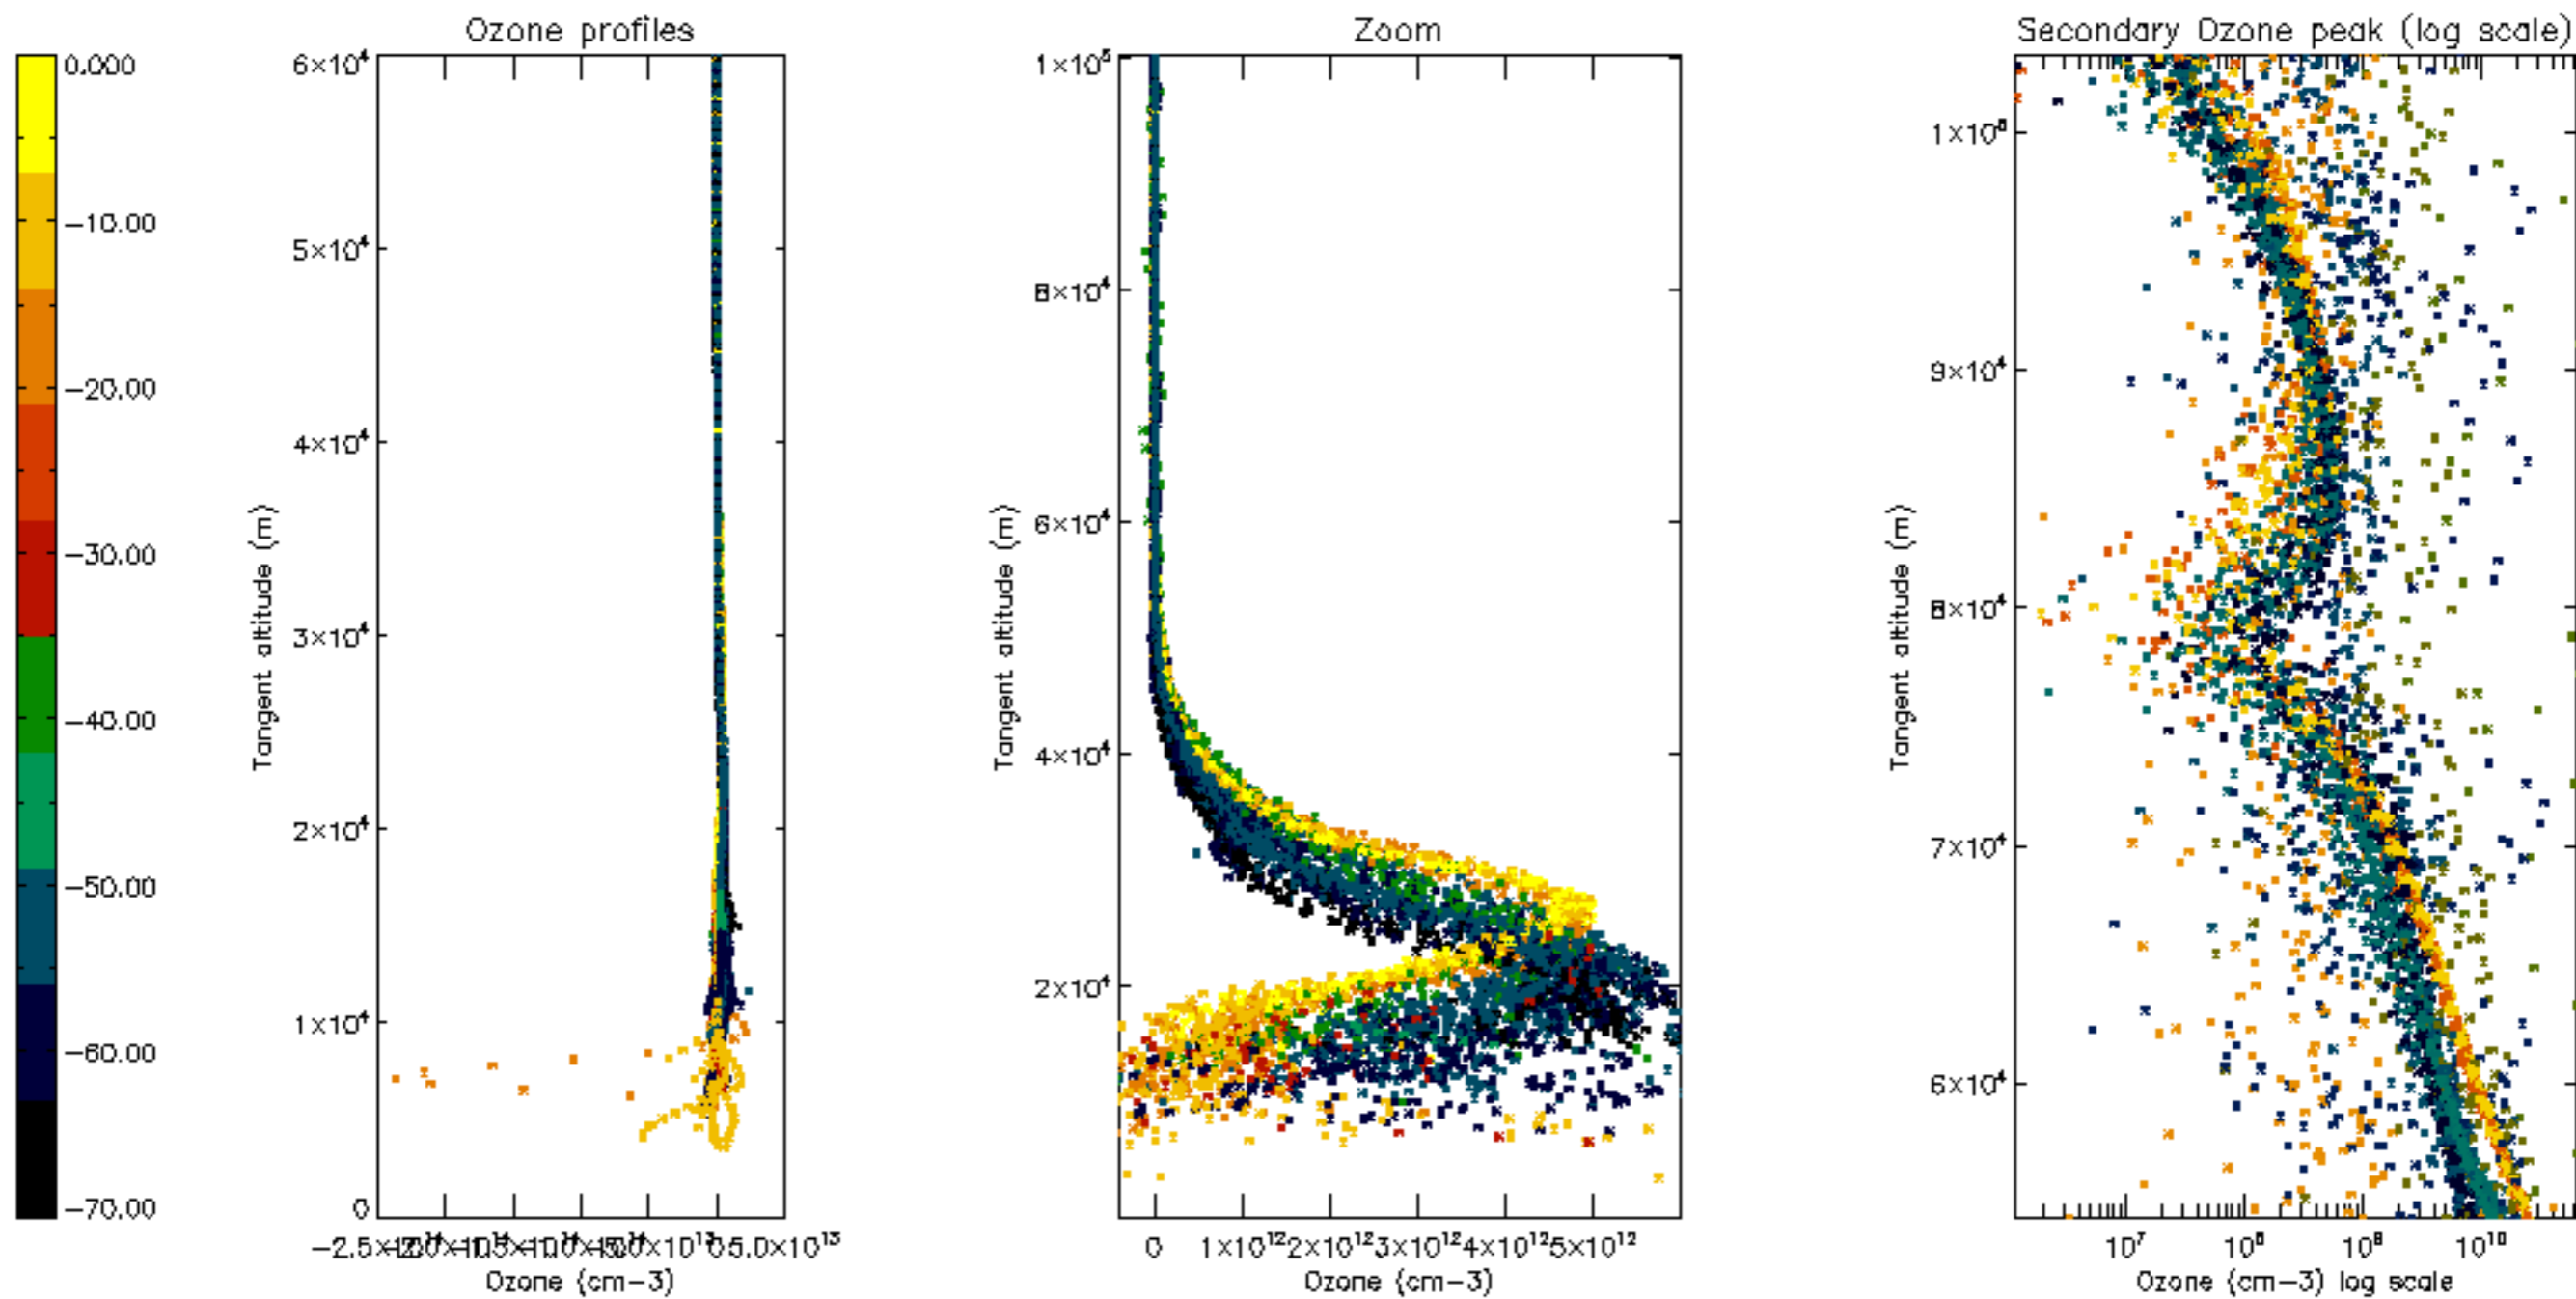 Ozone profiles
Zoom
Secondary Ozone peak (log scale)
0.000
-10.00
-20.00
-30.00
-40.00
-50.00
-60.00
-70.00
6×10⁴
5×10⁴
4×10⁴
3×10⁴
2×10⁴
1×10⁴
0
Tangent altitude (m)
0 5.0×10¹³
Ozone (cm-3)
1×10⁵
8×10⁴
6×10⁴
4×10⁴
2×10⁴
Tangent altitude (m)
0 1×10¹² 2×10¹² 3×10¹² 4×10¹² 5×10¹²
Ozone (cm-3)
1×10⁵
9×10⁴
8×10⁴
7×10⁴
6×10⁴
Tangent altitude (m)
10⁷ 10⁸ 10⁹ 10¹⁰
Ozone (cm-3) log scale